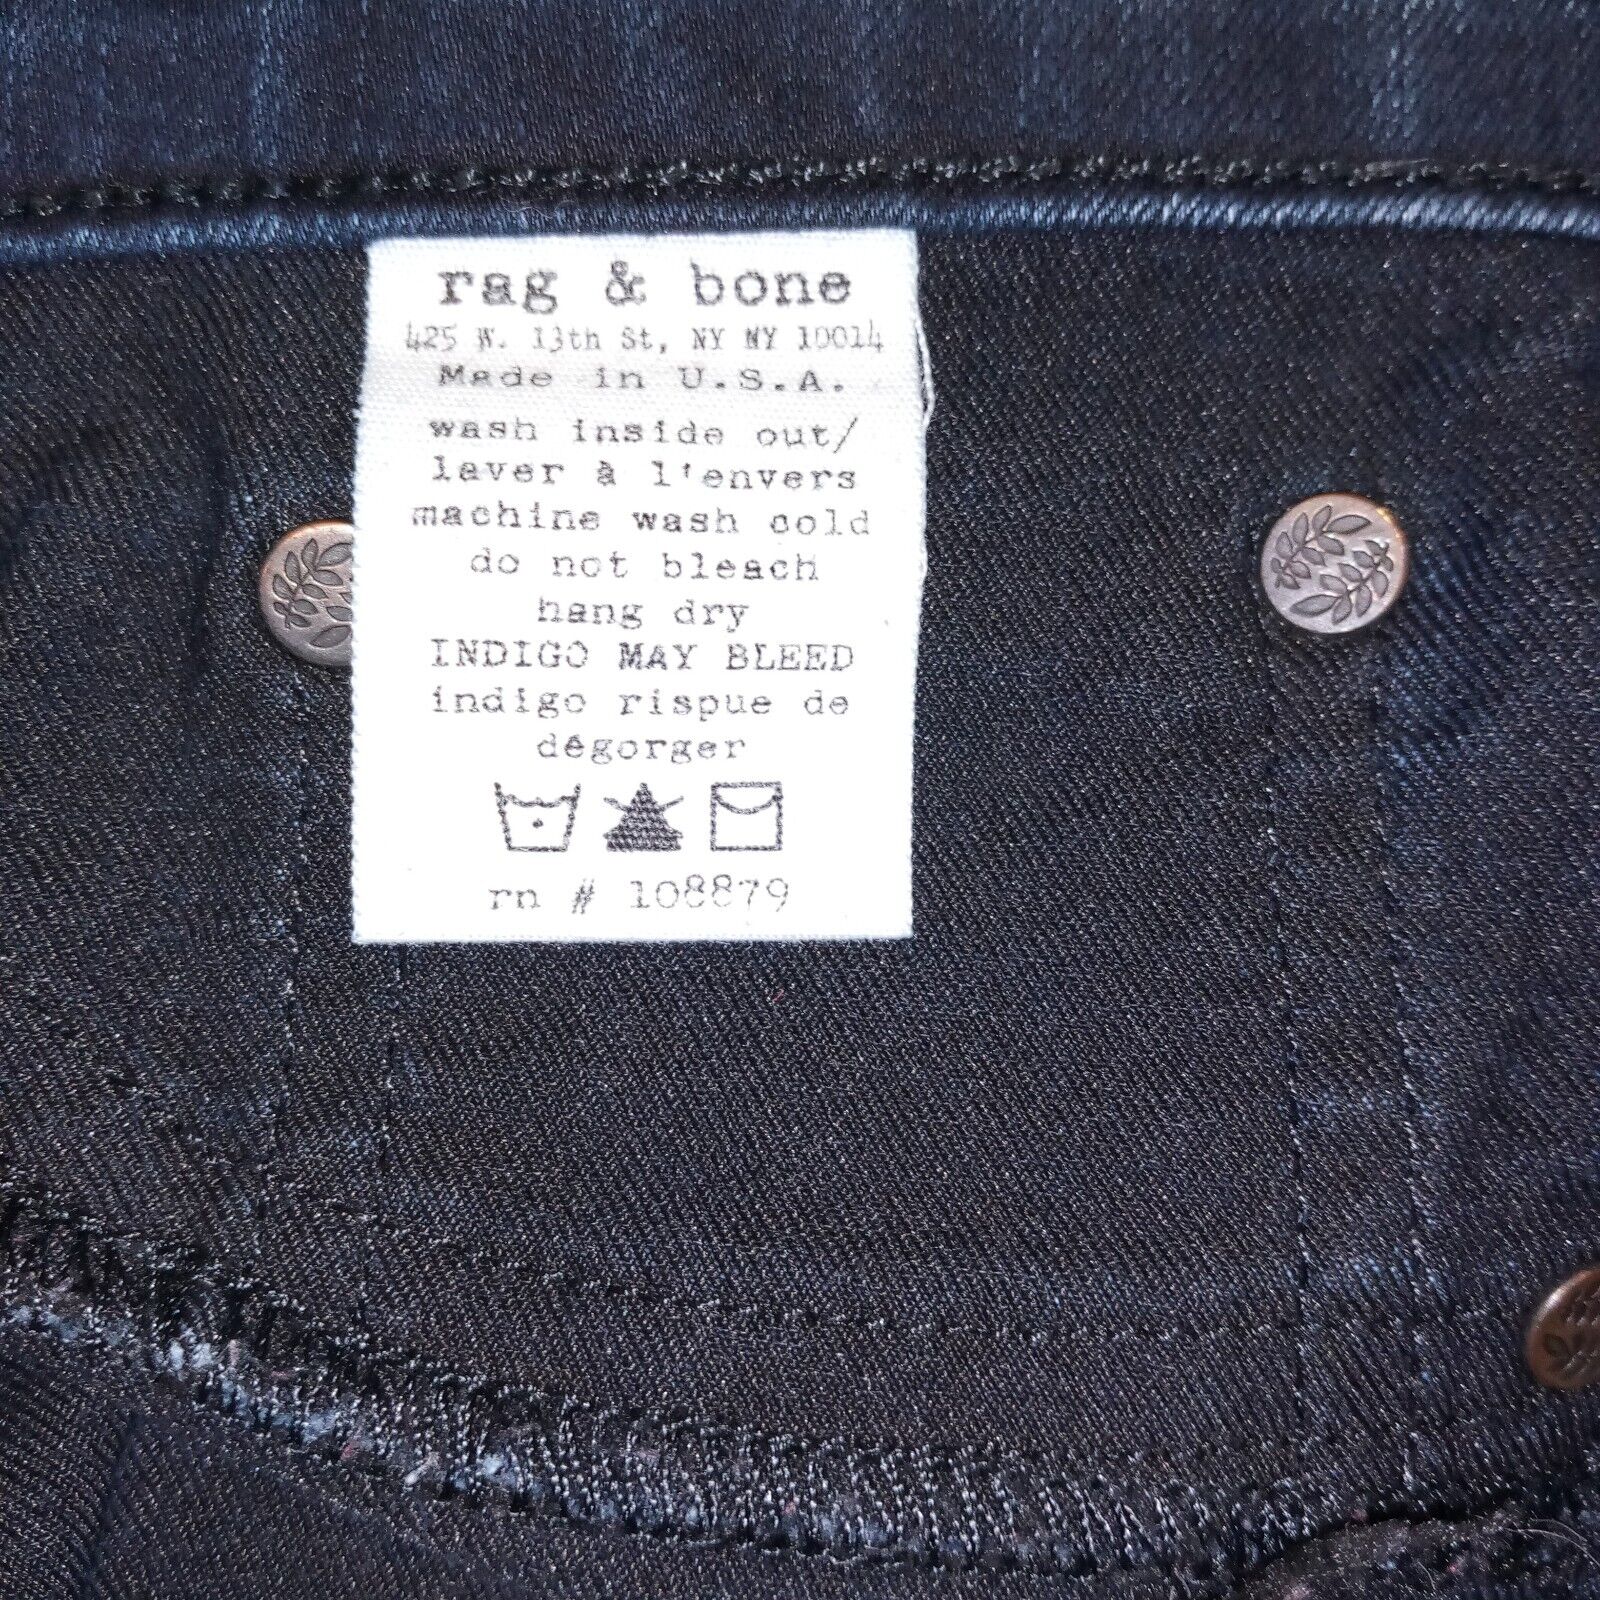 rag & bone
425 W. 13th St, NY NY 10014
Made in U.S.A.
wash inside out/
laver à l'envers
machine wash cold
do not bleach
hang dry
INDIGO MAY BLEED
indigo rispue de
dégorger
rn # 108879